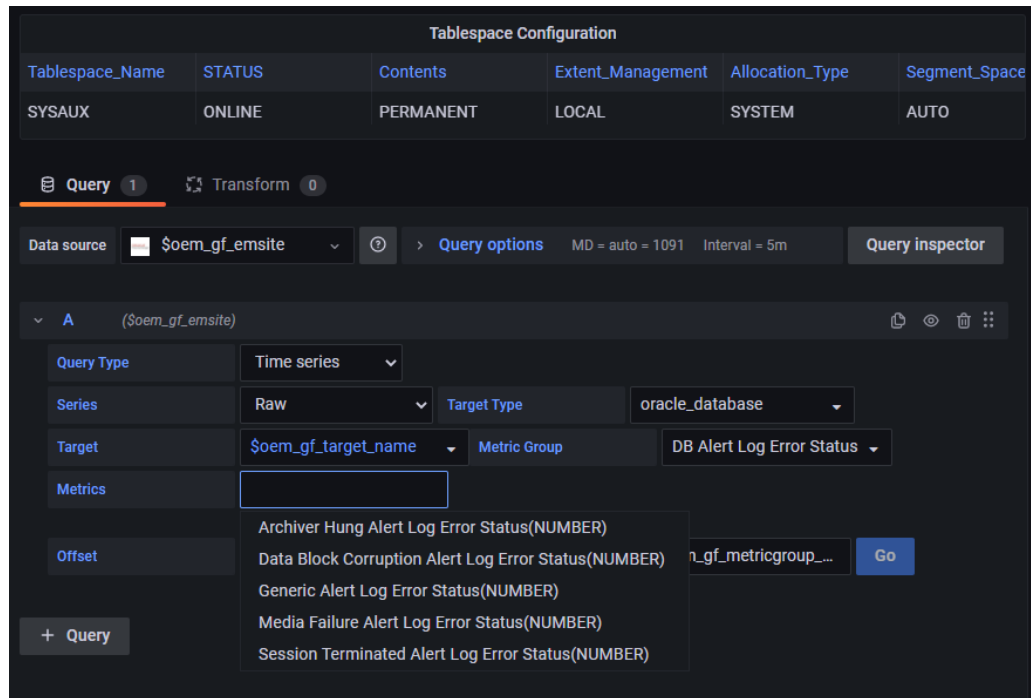 Tablespace Configuration
Tablespace_Name STATUS Contents Extent_Management Allocation_Type Segment_Space
SYSAUX ONLINE PERMANENT LOCAL SYSTEM AUTO
Query 1 Transform 0
Data source $oem_gf_emsite Query options MD = auto = 1091 Interval = 5m Query inspector
A ($oem_gf_emsite)
Query Type Time series
Series Raw Target Type oracle_database
Target $oem_gf_target_name Metric Group DB Alert Log Error Status
Metrics
Archiver Hung Alert Log Error Status(NUMBER)
Offset Data Block Corruption Alert Log Error Status(NUMBER) m_gf_metricgroup_... Go
Generic Alert Log Error Status(NUMBER)
Media Failure Alert Log Error Status(NUMBER)
+ Query
Session Terminated Alert Log Error Status(NUMBER)